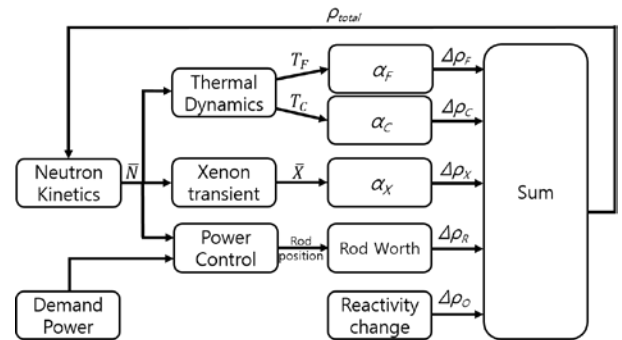 ρtotal
Thermal
Dynamics
TF
TC
αF
αC
ΔρF
ΔρC
Neutron
Kinetics
N̅
Xenon
transient
X̅
αX
ΔρX
Sum
Power
Control
Rod
position
Rod Worth
ΔρR
Demand
Power
Reactivity
change
ΔρO